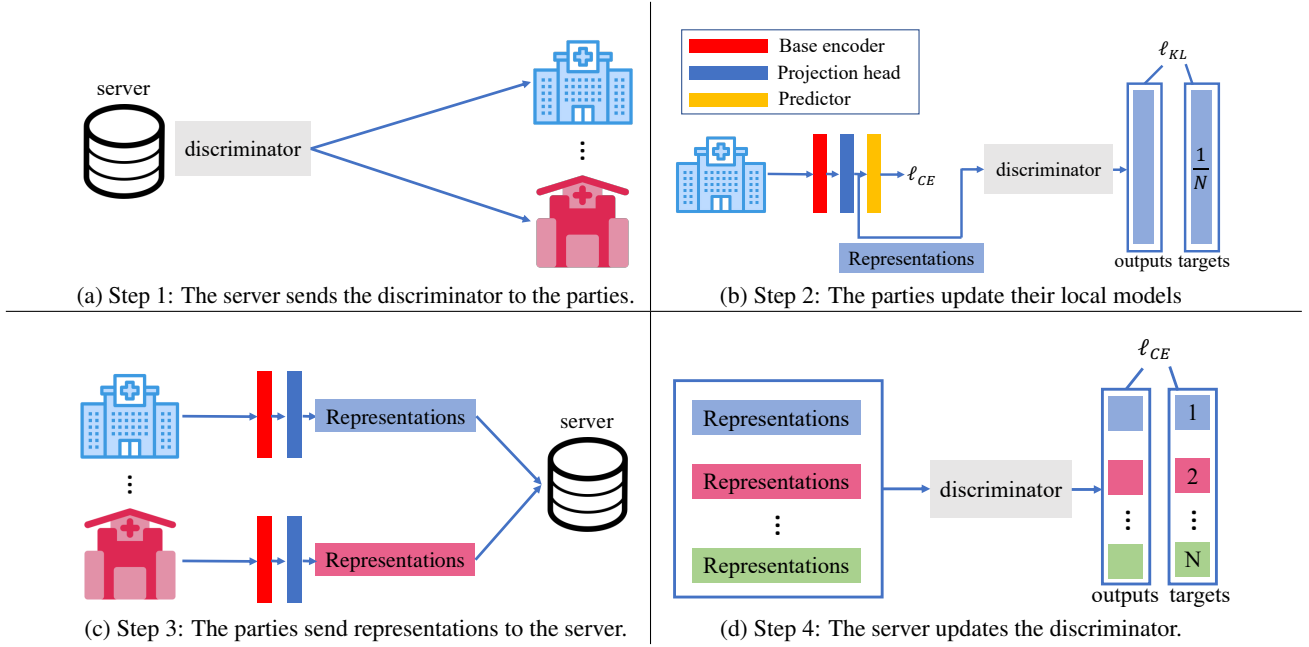 server
discriminator
(a) Step 1: The server sends the discriminator to the parties.
Base encoder
Projection head
Predictor
ℓ_CE
Representations
discriminator
ℓ_KL
1/N
outputs targets
(b) Step 2: The parties update their local models
Representations
Representations
server
(c) Step 3: The parties send representations to the server.
Representations
Representations
Representations
discriminator
ℓ_CE
1
2
N
outputs targets
(d) Step 4: The server updates the discriminator.